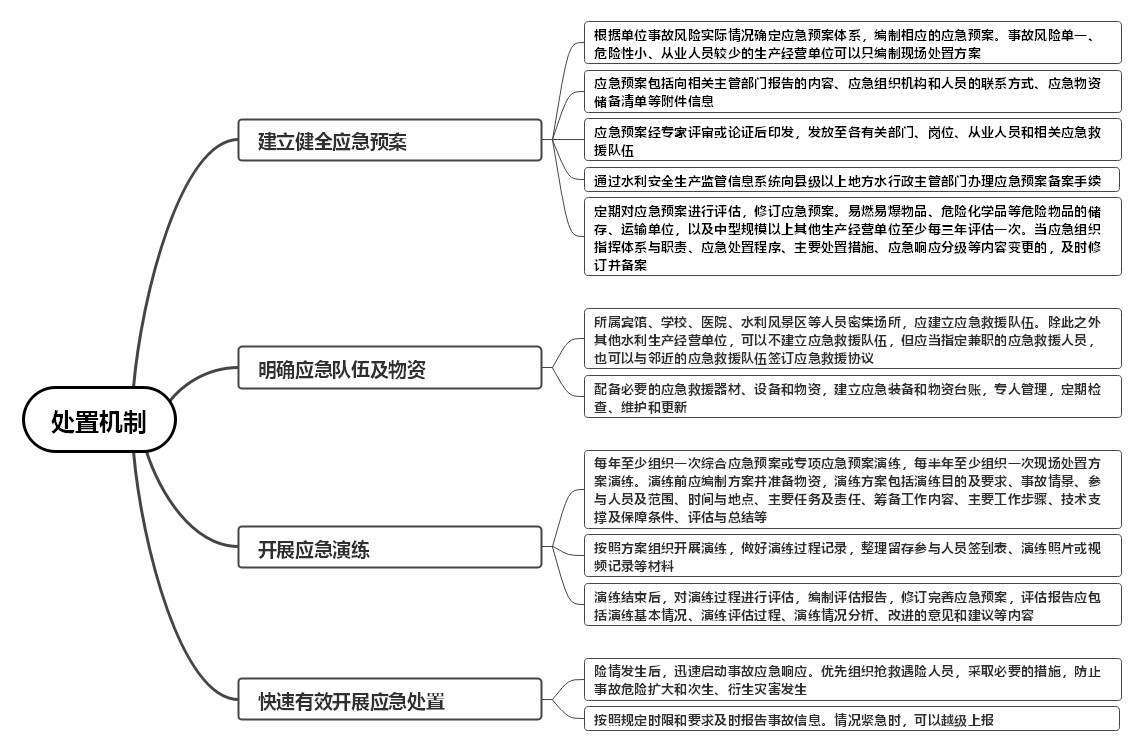 处置机制
建立健全应急预案
根据单位事故风险实际情况确定应急预案体系，编制相应的应急预案。事故风险单一、
危险性小、从业人员较少的生产经营单位可以只编制现场处置方案
应急预案包括向相关主管部门报告的内容、应急组织机构和人员的联系方式、应急物资
储备清单等附件信息
应急预案经专家评审或论证后印发，发放至各有关部门、岗位、从业人员和相关应急救
援队伍
通过水利安全生产监管信息系统向县级以上地方水行政主管部门办理应急预案备案手续
定期对应急预案进行评估，修订应急预案。易燃易爆物品、危险化学品等危险物品的储
存、运输单位，以及中型规模以上其他生产经营单位至少每三年评估一次。当应急组织
指挥体系与职责、应急处置程序、主要处置措施、应急响应分级等内容变更的，及时修
订并备案
明确应急队伍及物资
所属宾馆、学校、医院、水利风景区等人员密集场所，应建立应急救援队伍。除此之外
其他水利生产经营单位，可以不建立应急救援队伍，但应当指定兼职的应急救援人员，
也可以与邻近的应急救援队伍签订应急救援协议
配备必要的应急救援器材、设备和物资，建立应急装备和物资台账，专人管理，定期检
查、维护和更新
开展应急演练
每年至少组织一次综合应急预案或专项应急预案演练，每半年至少组织一次现场处置方
案演练。演练前应编制方案并准备物资，演练方案包括演练目的及要求、事故情景、参
与人员及范围、时间与地点、主要任务及责任、筹备工作内容、主要工作步骤、技术支
撑及保障条件、评估与总结等
按照方案组织开展演练，做好演练过程记录，整理留存参与人员签到表、演练照片或视
频记录等材料
演练结束后，对演练过程进行评估，编制评估报告，修订完善应急预案，评估报告应包
括演练基本情况、演练评估过程、演练情况分析、改进的意见和建议等内容
快速有效开展应急处置
险情发生后，迅速启动事故应急响应。优先组织抢救遇险人员，采取必要的措施，防止
事故危险扩大和次生、衍生灾害发生
按照规定时限和要求及时报告事故信息。情况紧急时，可以越级上报